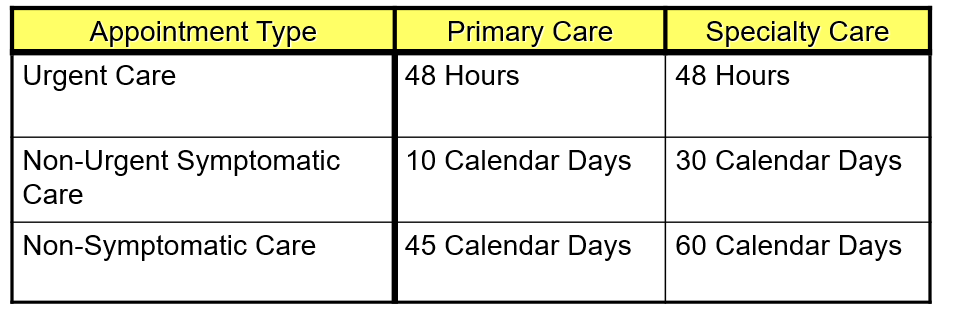 Appointment Type Primary Care Specialty Care
Urgent Care 48 Hours 48 Hours
Non-Urgent Symptomatic 10 Calendar Days 30 Calendar Days
Care
Non-Symptomatic Care 45 Calendar Days 60 Calendar Days